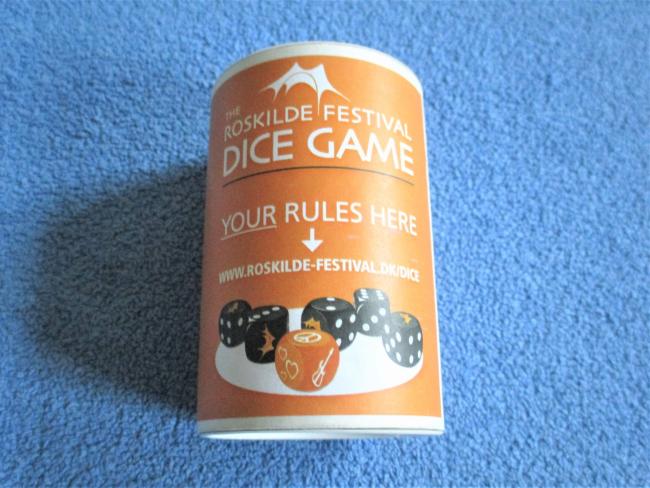 THE
ROSKILDE FESTIVAL
DICE GAME
YOUR RULES HERE
WWW.ROSKILDE-FESTIVAL.DK/DICE